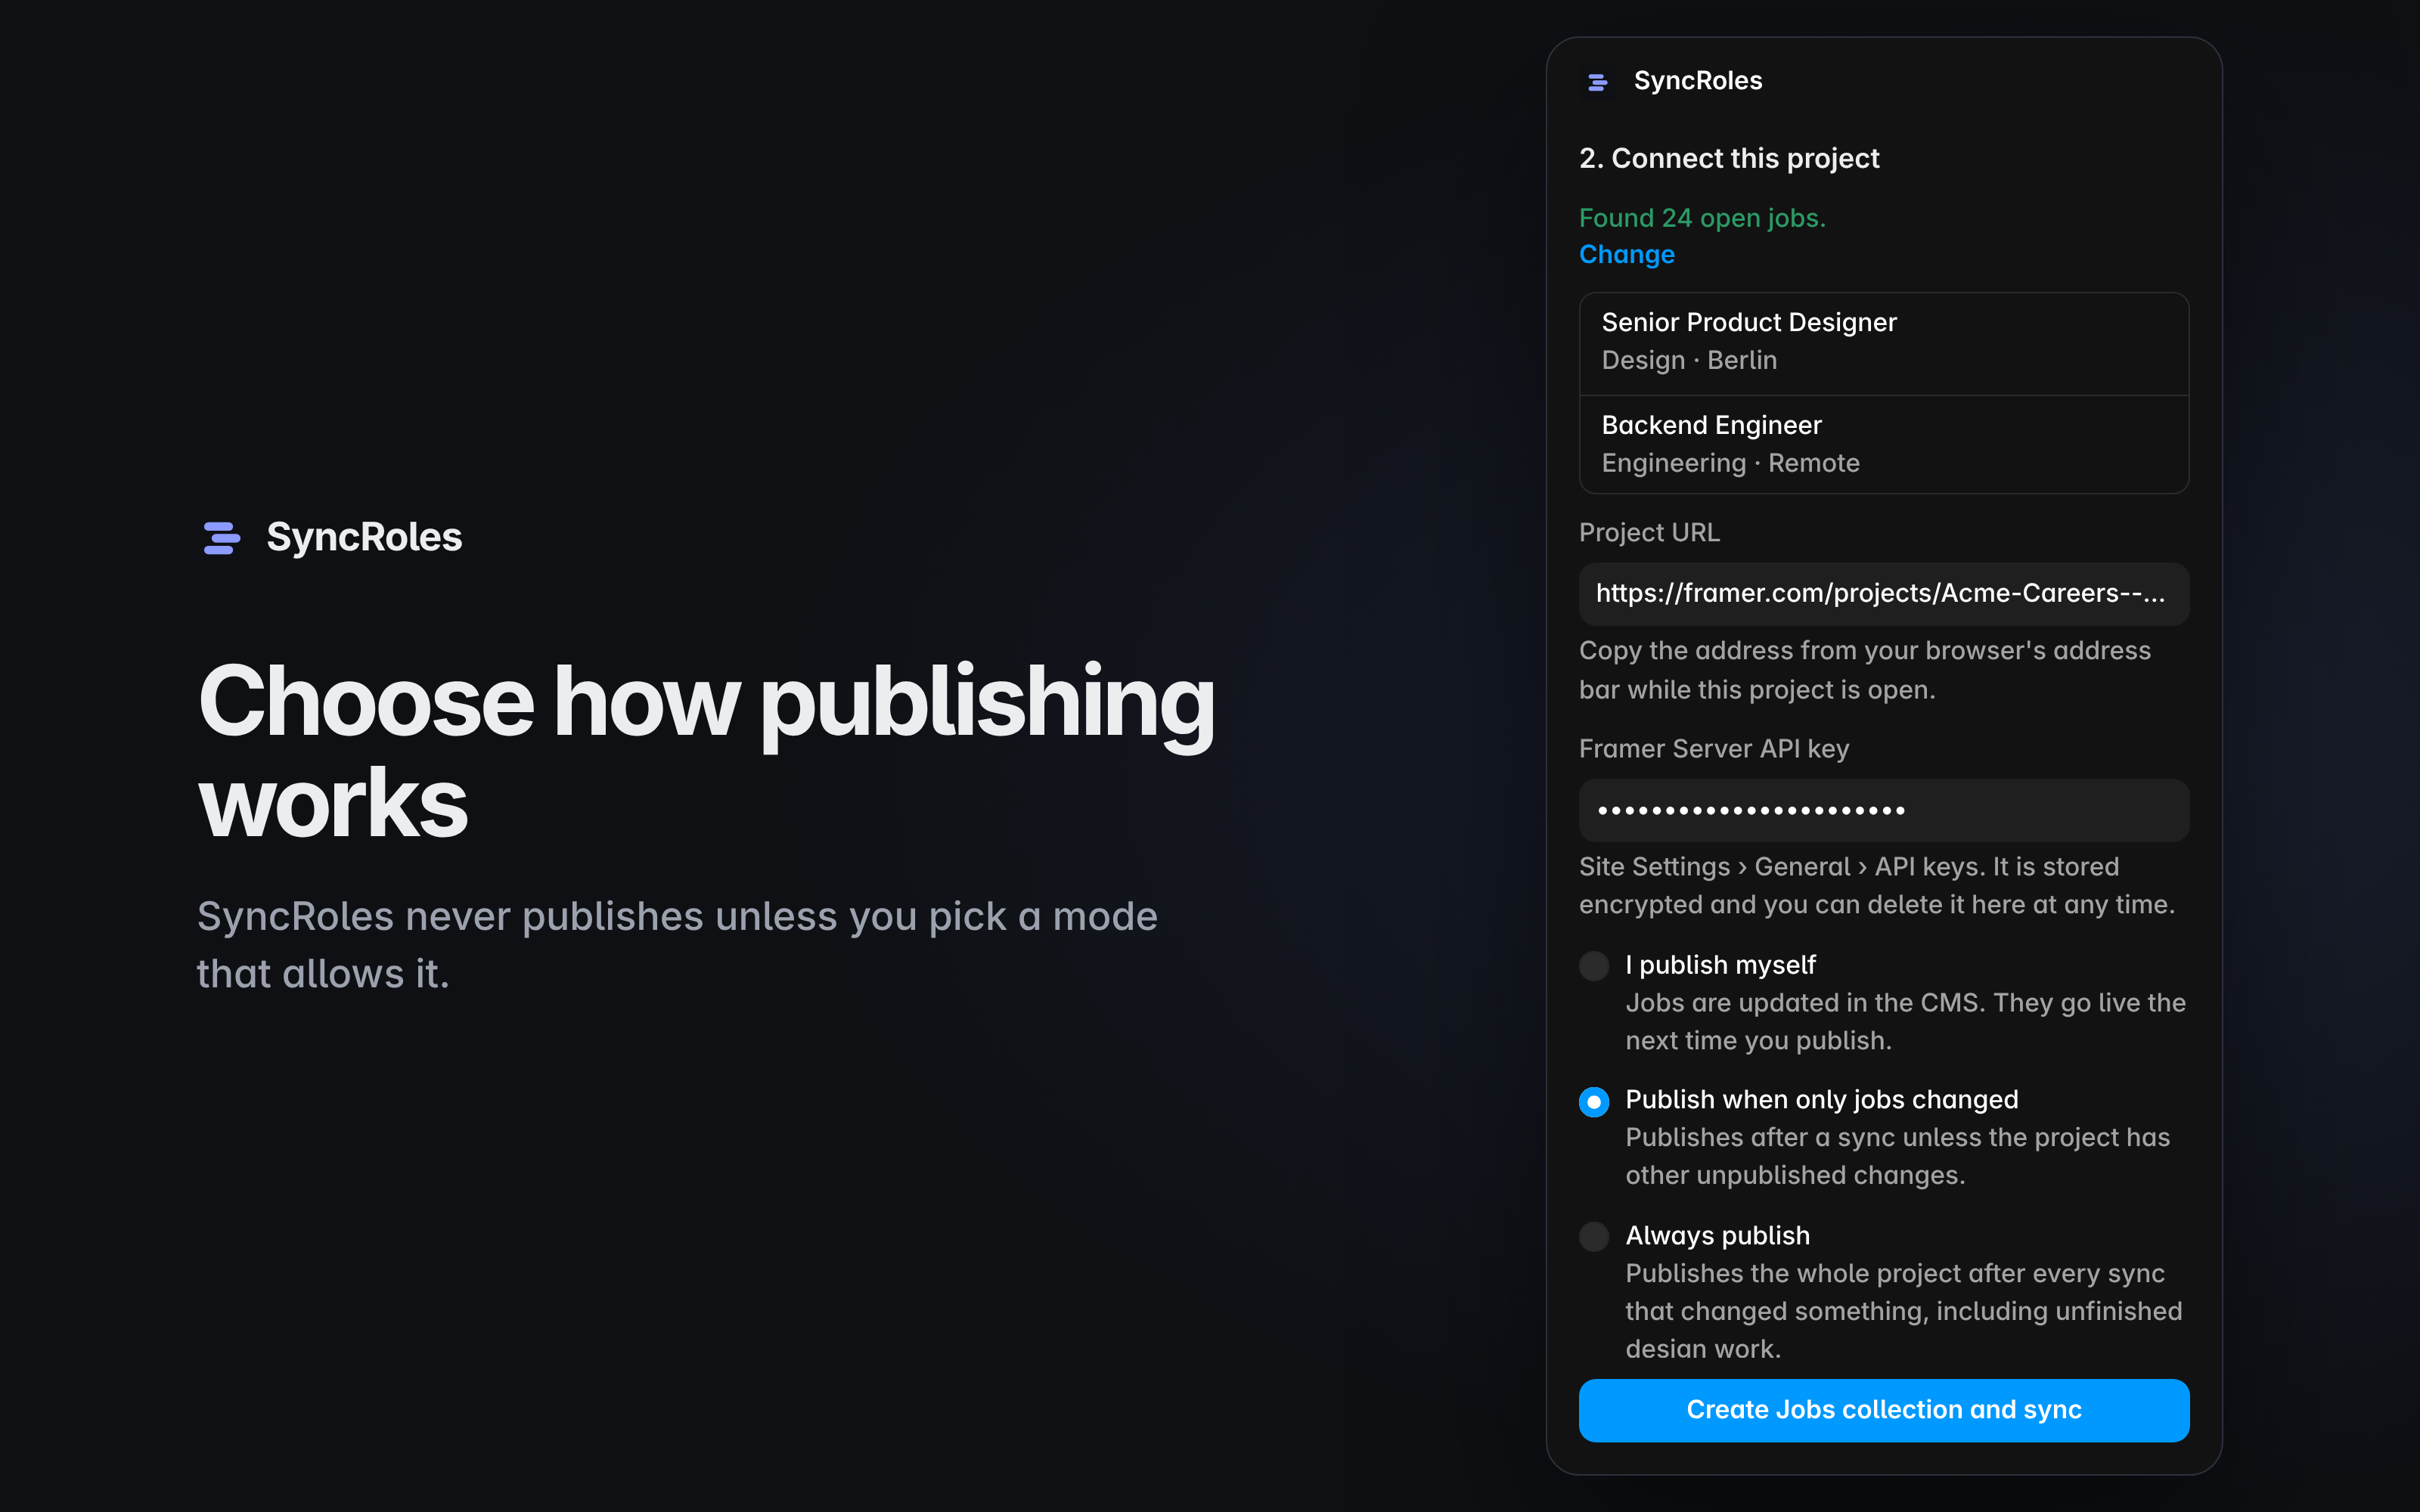 SyncRoles
Choose how publishing
works
SyncRoles never publishes unless you pick a mode
that allows it.
SyncRoles
2. Connect this project
Found 24 open jobs.
Change
Senior Product Designer
Design · Berlin
Backend Engineer
Engineering · Remote
Project URL
https://framer.com/projects/Acme-Careers--...
Copy the address from your browser's address
bar while this project is open.
Framer Server API key
•••••••••••••••••••••••
Site Settings › General › API keys. It is stored
encrypted and you can delete it here at any time.
I publish myself
Jobs are updated in the CMS. They go live the
next time you publish.
Publish when only jobs changed
Publishes after a sync unless the project has
other unpublished changes.
Always publish
Publishes the whole project after every sync
that changed something, including unfinished
design work.
Create Jobs collection and sync